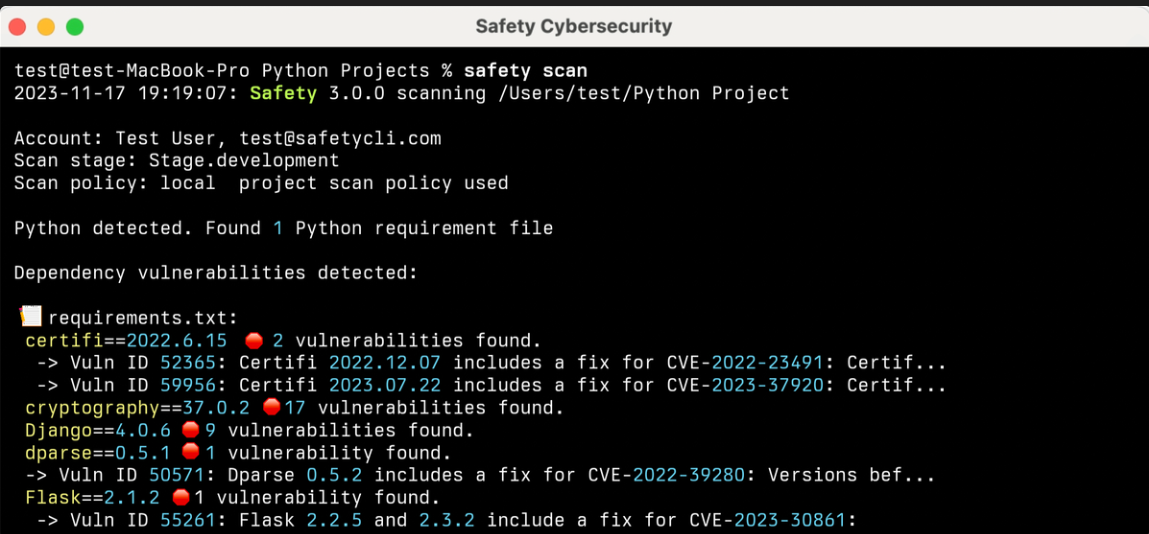 Safety Cybersecurity
test@test-MacBook-Pro Python Projects % safety scan
2023-11-17 19:19:07: Safety 3.0.0 scanning /Users/test/Python Project
Account: Test User, test@safetycli.com
Scan stage: Stage.development
Scan policy: local  project scan policy used
Python detected. Found 1 Python requirement file
Dependency vulnerabilities detected:
requirements.txt:
certifi==2022.6.15 2 vulnerabilities found.
-> Vuln ID 52365: Certifi 2022.12.07 includes a fix for CVE-2022-23491: Certif...
-> Vuln ID 59956: Certifi 2023.07.22 includes a fix for CVE-2023-37920: Certif...
cryptography==37.0.2 17 vulnerabilities found.
Django==4.0.6 9 vulnerabilities found.
dparse==0.5.1 1 vulnerability found.
-> Vuln ID 50571: Dparse 0.5.2 includes a fix for CVE-2022-39280: Versions bef...
Flask==2.1.2 1 vulnerability found.
-> Vuln ID 55261: Flask 2.2.5 and 2.3.2 include a fix for CVE-2023-30861: